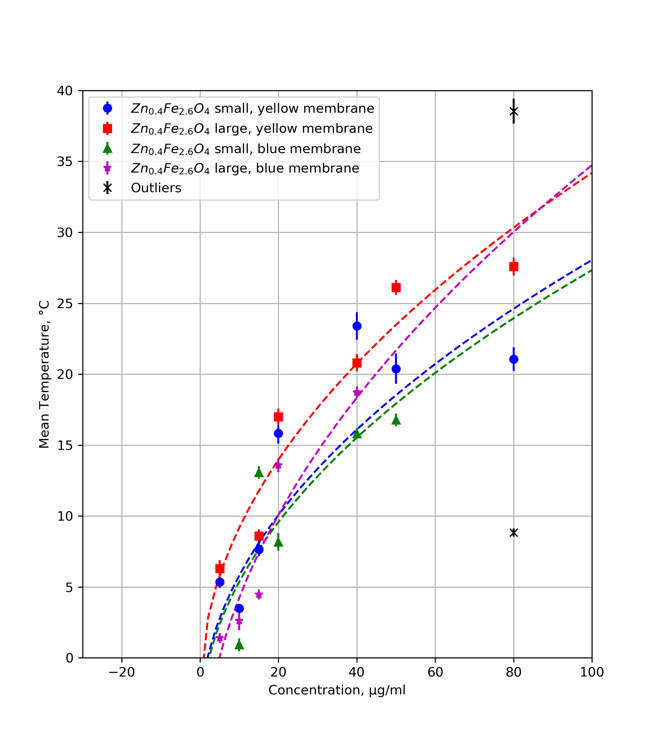 40
35
30
25
20
15
10
5
0
Mean Temperature, °C
Zn₀.₄Fe₂.₆O₄ small, yellow membrane
Zn₀.₄Fe₂.₆O₄ large, yellow membrane
Zn₀.₄Fe₂.₆O₄ small, blue membrane
Zn₀.₄Fe₂.₆O₄ large, blue membrane
Outliers
−20 0 20 40 60 80 100
Concentration, µg/ml